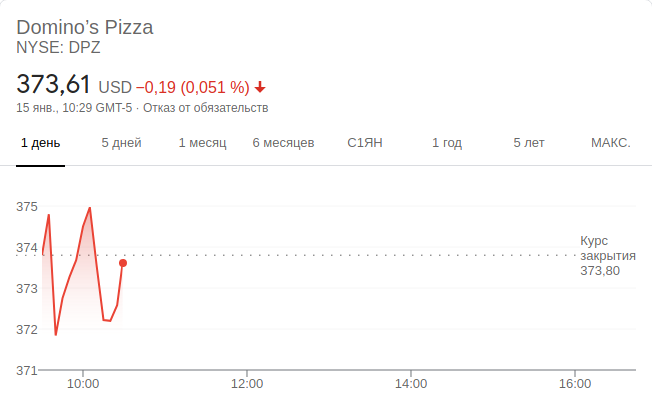 Domino's Pizza
NYSE: DPZ
373,61 USD −0,19 (0,051 %)
15 янв., 10:29 GMT-5 · Отказ от обязательств
1 день 5 дней 1 месяц 6 месяцев С1ЯН 1 год 5 лет МАКС.
375
374
373
372
371
Курс
закрытия
373,80
10:00 12:00 14:00 16:00